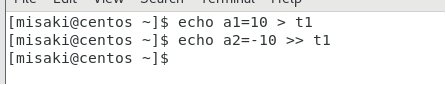 [misaki@centos ~]$ echo a1=10 > t1
[misaki@centos ~]$ echo a2=-10 >> t1
[misaki@centos ~]$